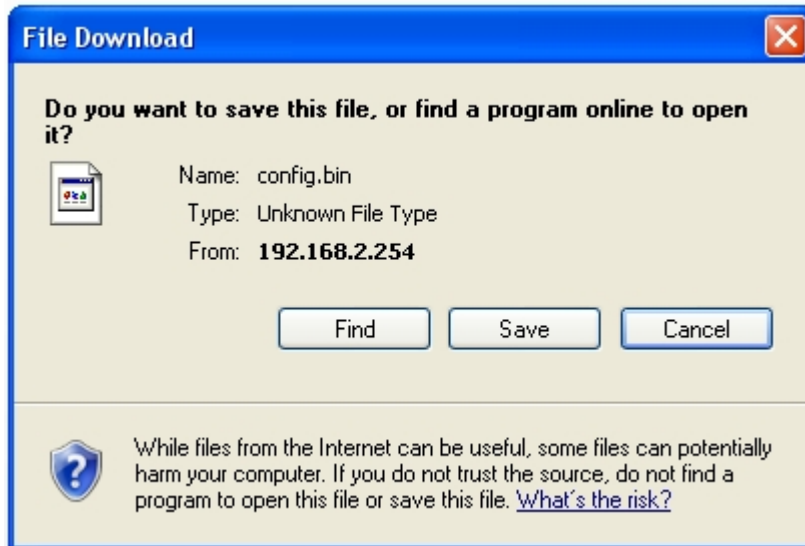 File Download
Do you want to save this file, or find a program online to open
it?
Name: config.bin
Type: Unknown File Type
From: 192.168.2.254
Find Save Cancel
While files from the Internet can be useful, some files can potentially
harm your computer. If you do not trust the source, do not find a
program to open this file or save this file. What's the risk?